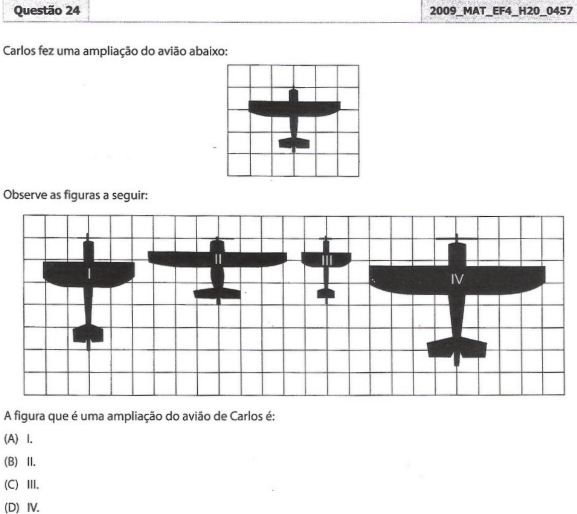 Questão 24
2009_MAT_EF4_H20_0457
Carlos fez uma ampliação do avião abaixo:
Observe as figuras a seguir:
I
II
III
IV
A figura que é uma ampliação do avião de Carlos é:
(A) I.
(B) II.
(C) III.
(D) IV.